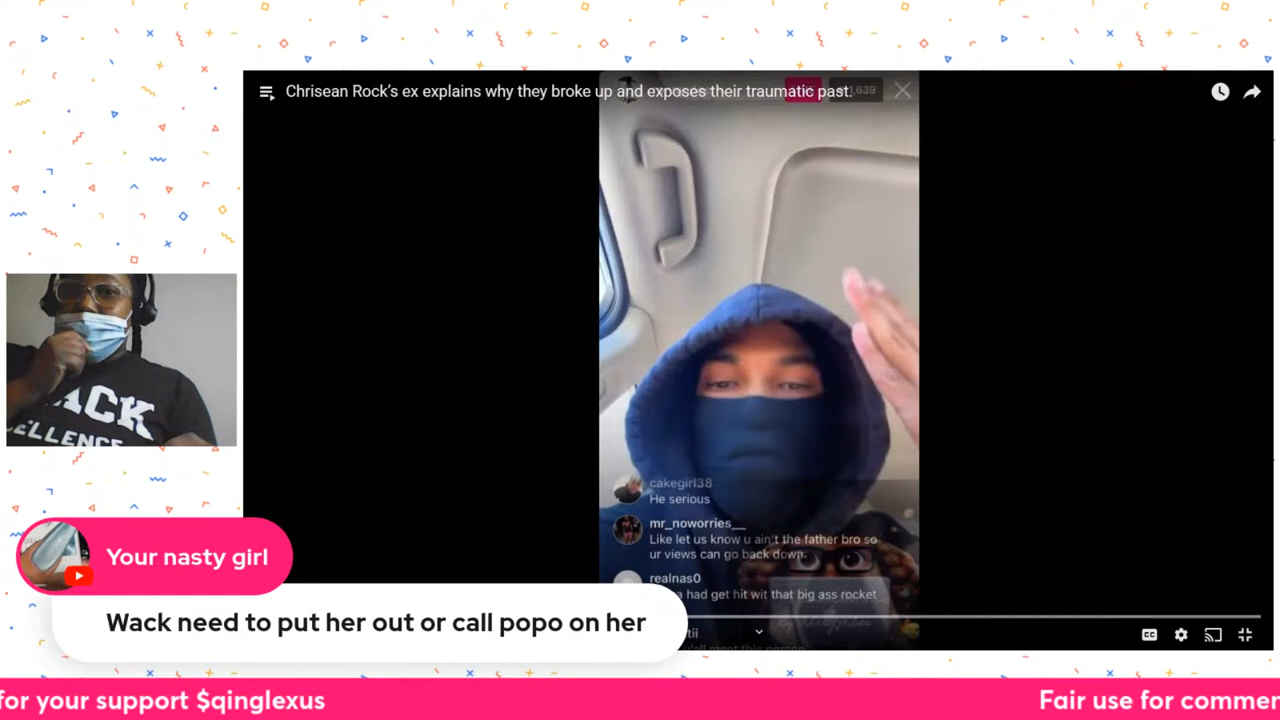 Chrisean Rock’s ex explains why they broke up and exposes their traumatic past.
cakegirl38
He serious
mr_noworries__
Like let us know u ain't the father bro so
ur views can go back down.
realnas0
had get hit wit that big ass rocket
Your nasty girl
Wack need to put her out or call popo on her
for your support $qinglexus
Fair use for commen